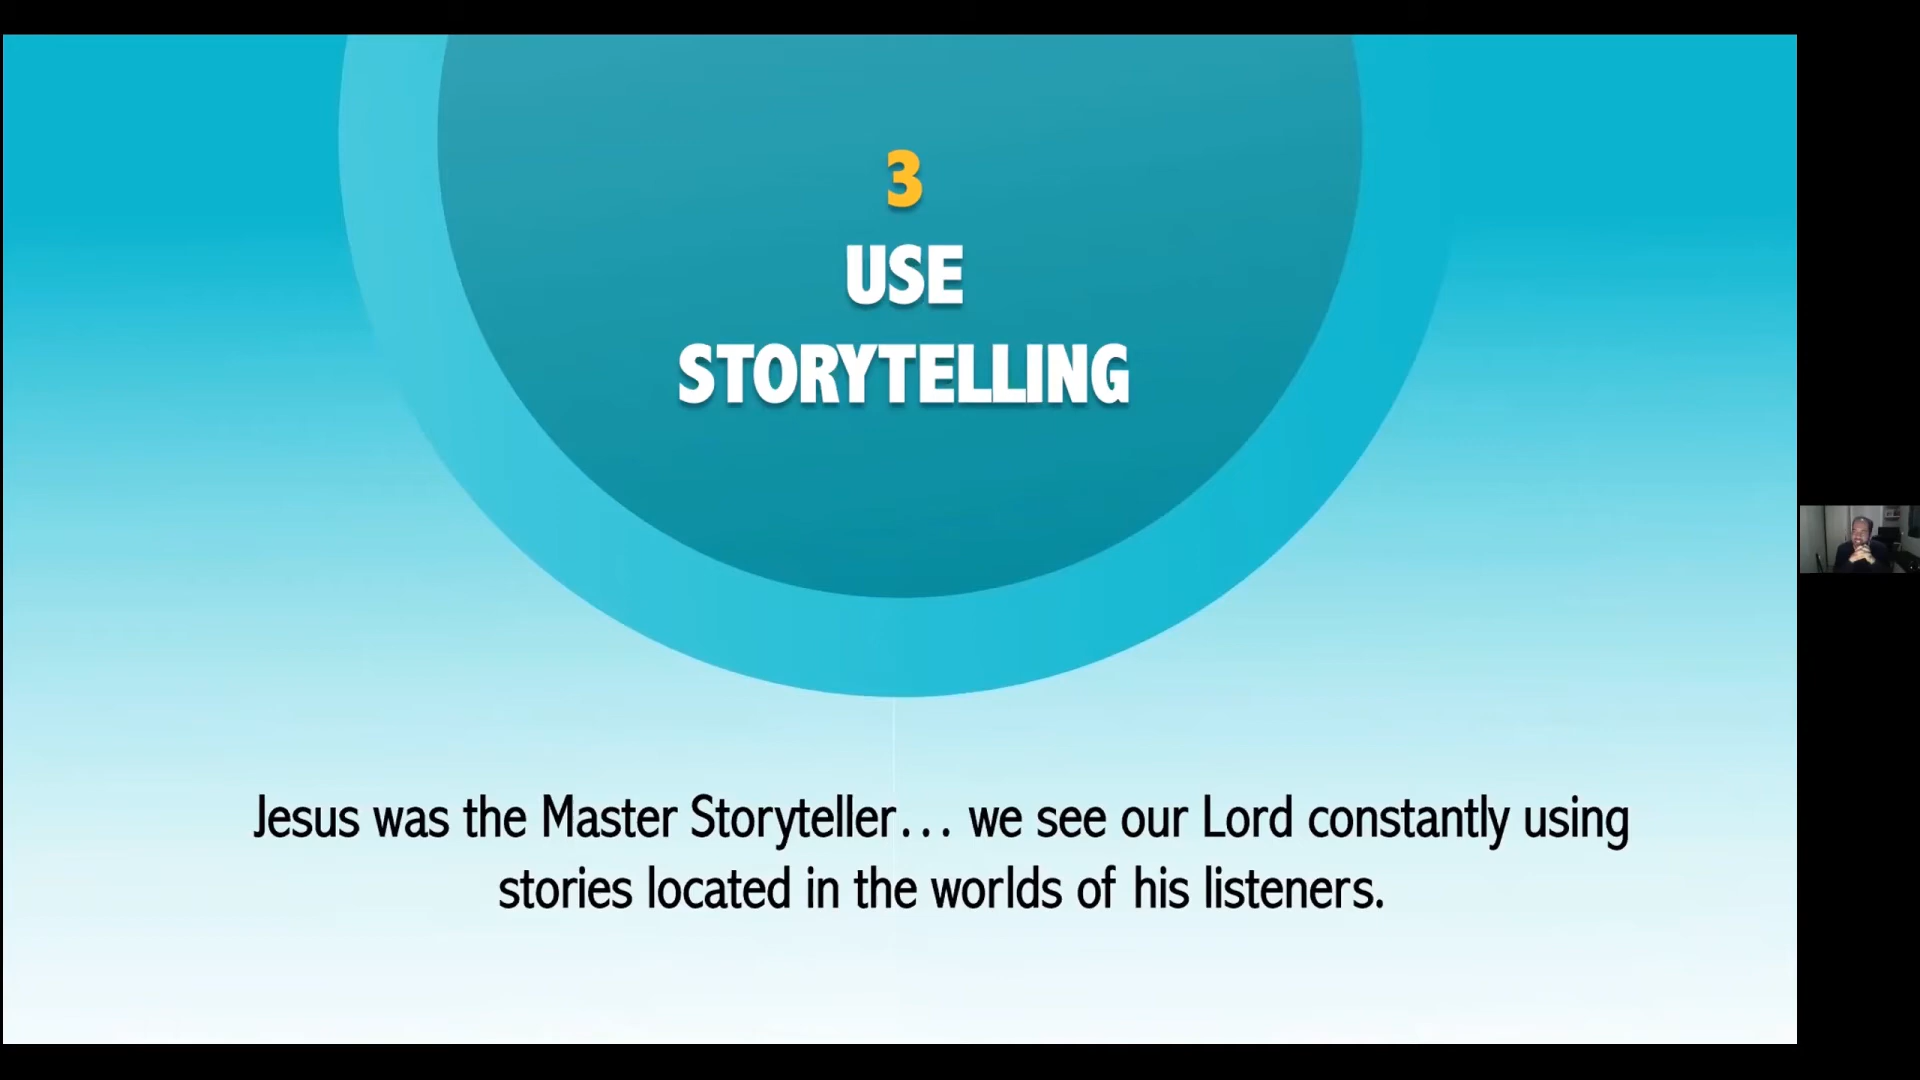 3
USE
STORYTELLING
Jesus was the Master Storyteller… we see our Lord constantly using
stories located in the worlds of his listeners.